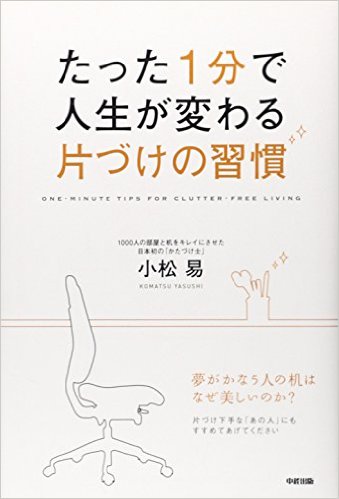 たった1分で
人生が変わる
片づけの習慣
ONE-MINUTE TIPS FOR CLUTTER-FREE LIVING
1000人の部屋と机をキレイにさせた
日本初の「かたづけ士」
小松 易
KOMATSU YASUSHI
夢がかなう人の机は
なぜ美しいのか?
片づけ下手な「あの人」にも
すすめてあげてください
中経出版